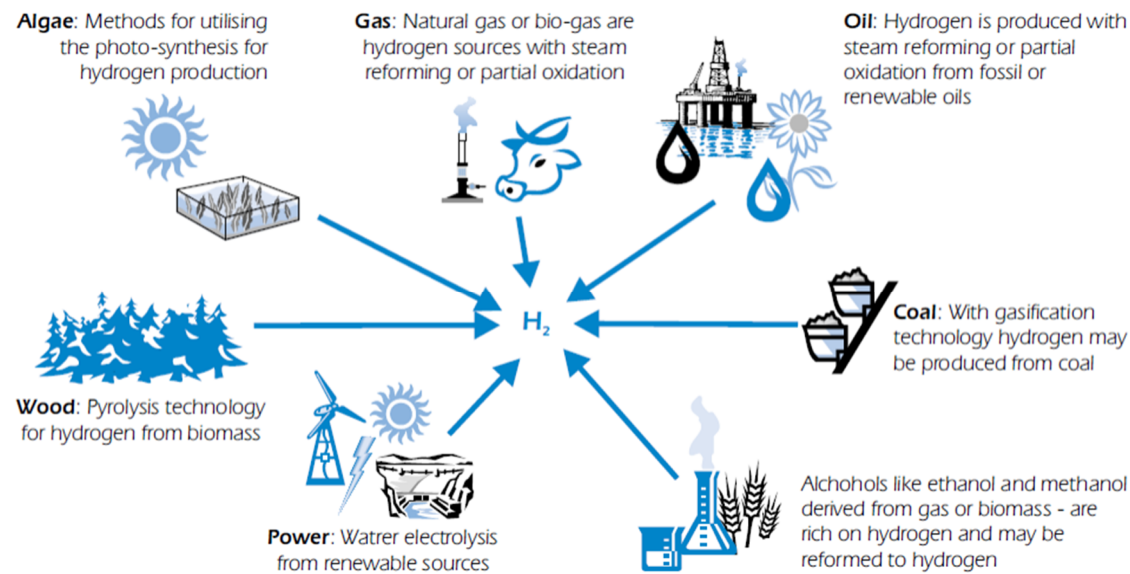 Algae: Methods for utilising
the photo-synthesis for
hydrogen production
Gas: Natural gas or bio-gas are
hydrogen sources with steam
reforming or partial oxidation
Oil: Hydrogen is produced with
steam reforming or partial
oxidation from fossil or
renewable oils
H2
Coal: With gasification
technology hydrogen may
be produced from coal
Wood: Pyrolysis technology
for hydrogen from biomass
Power: Watrer electrolysis
from renewable sources
Alchohols like ethanol and methanol
derived from gas or biomass - are
rich on hydrogen and may be
reformed to hydrogen